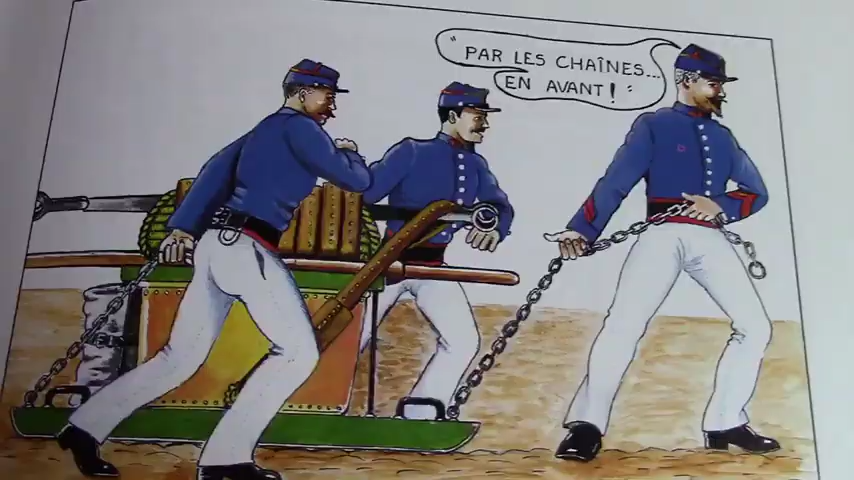 " PAR LES CHAÎNES...
EN AVANT! "